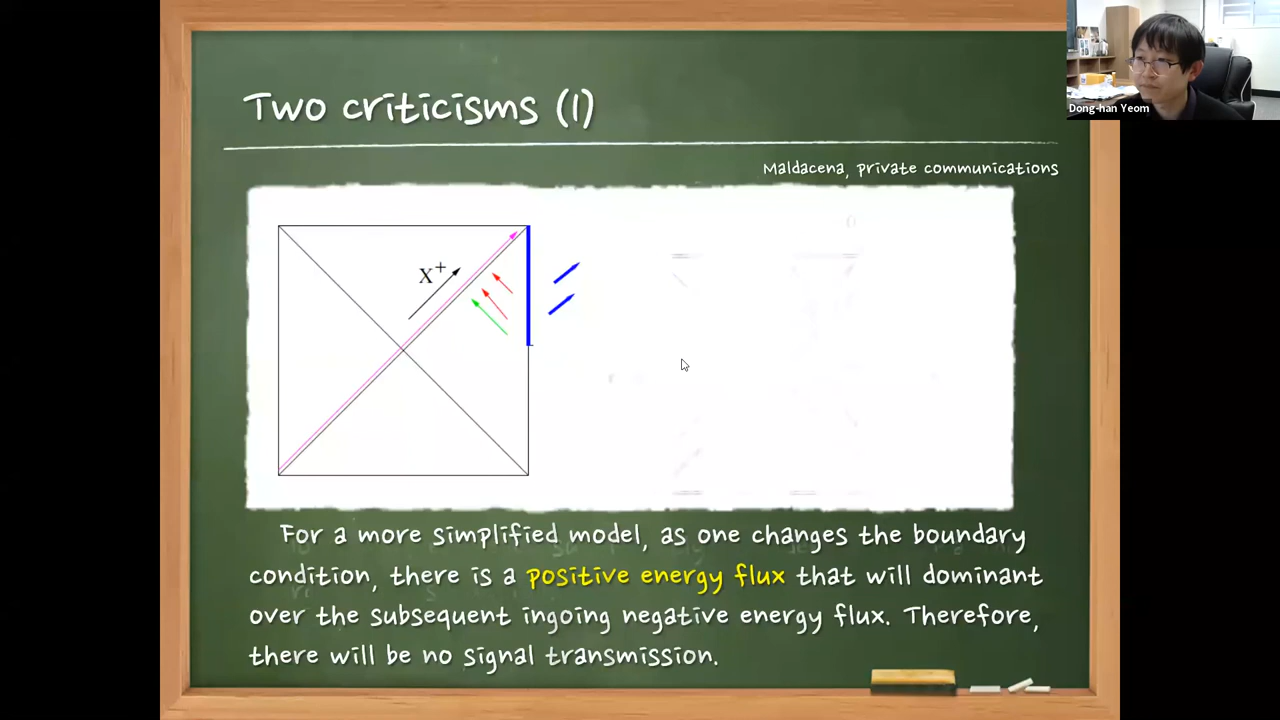 Dong-han Yeom
Two criticisms (1)
Maldacena, private communications
X+
For a more simplified model, as one changes the boundary
condition, there is a positive energy flux that will dominant
over the subsequent ingoing negative energy flux. Therefore,
there will be no signal transmission.